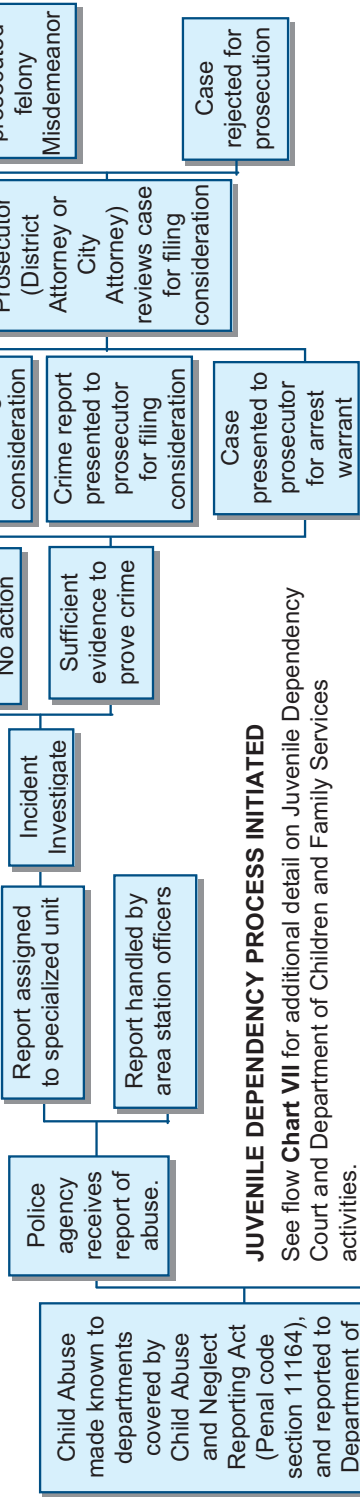 Child Abuse
made known to
departments
covered by
Child Abuse
and Neglect
Reporting Act
(Penal code
section 11164),
and reported to
Department of
Police
agency
receives
report of
abuse.
Report assigned
to specialized unit
Report handled by
area station officers
Incident
Investigate
No action
Sufficient
evidence to
prove crime
consideration
Crime report
presented to
prosecutor
for filing
consideration
Case
presented to
prosecutor
for arrest
warrant
Prosecutor
(District
Attorney or
City
Attorney)
reviews case
for filing
consideration
prosecuted
felony
Misdemeanor
Case
rejected for
prosecution
JUVENILE DEPENDENCY PROCESS INITIATED
See flow Chart VII for additional detail on Juvenile Dependency
Court and Department of Children and Family Services
activities.